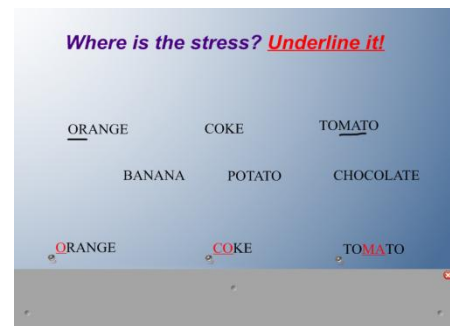 Where is the stress? Underline it!
ORANGE COKE TOMATO
BANANA POTATO CHOCOLATE
ORANGE COKE TOMATO